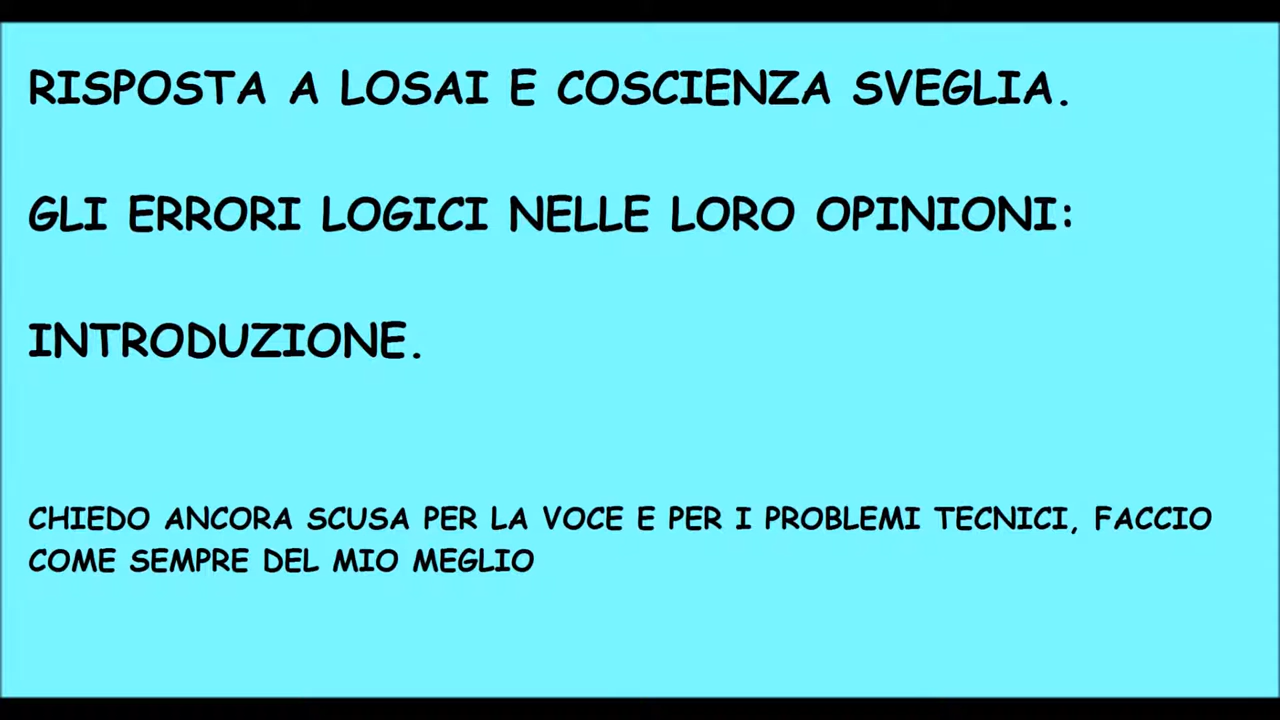 RISPOSTA A LOSAI E COSCIENZA SVEGLIA.
GLI ERRORI LOGICI NELLE LORO OPINIONI:
INTRODUZIONE.
CHIEDO ANCORA SCUSA PER LA VOCE E PER I PROBLEMI TECNICI, FACCIO
COME SEMPRE DEL MIO MEGLIO